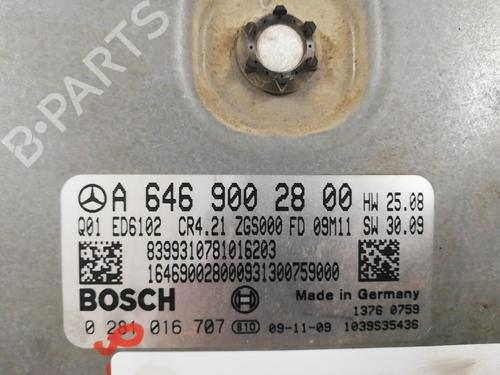 B-PARTS
A 646 900 28 00 HW 25.08
Q01 ED6102 CR4.21 ZGS000 FD 09M11 SW 30.09
8399310781016203
164690028000931300759000
BOSCH Made in Germany
1376 0759
0 281 016 707 810 09-11-09 1039S35436